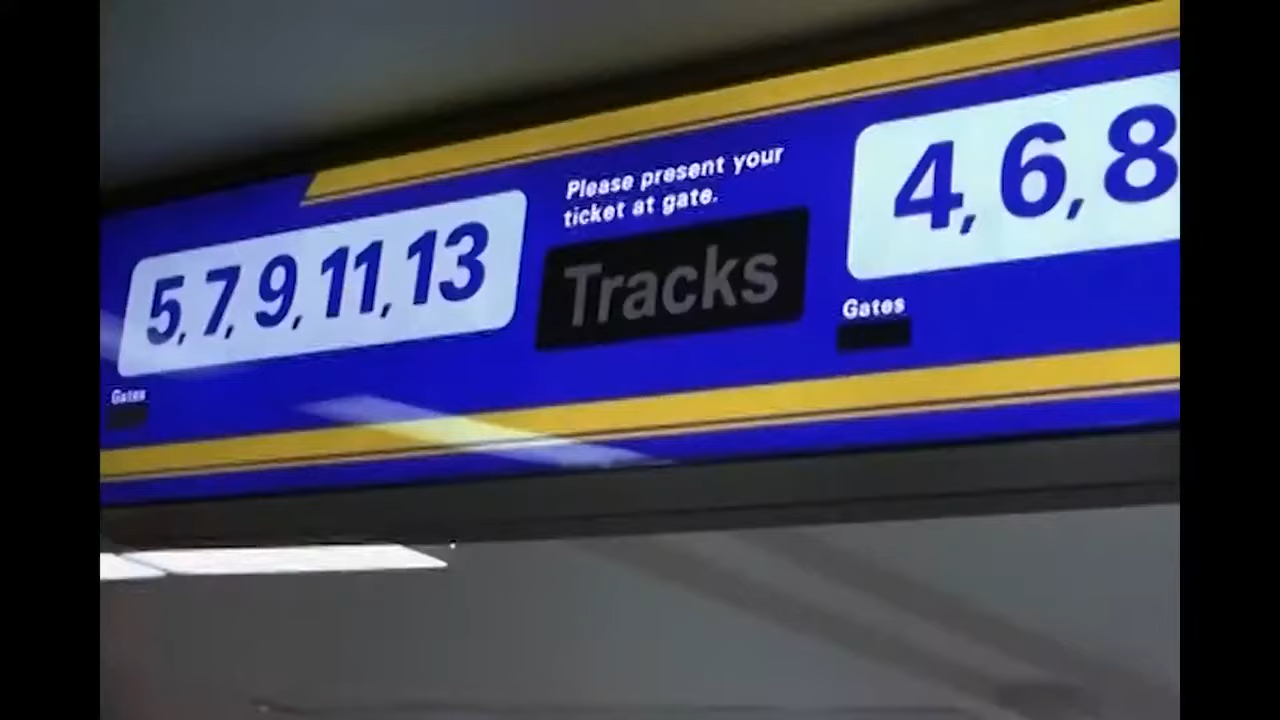 5, 7, 9, 11, 13
Gates
Please present your
ticket at gate.
Tracks
4, 6, 8
Gates